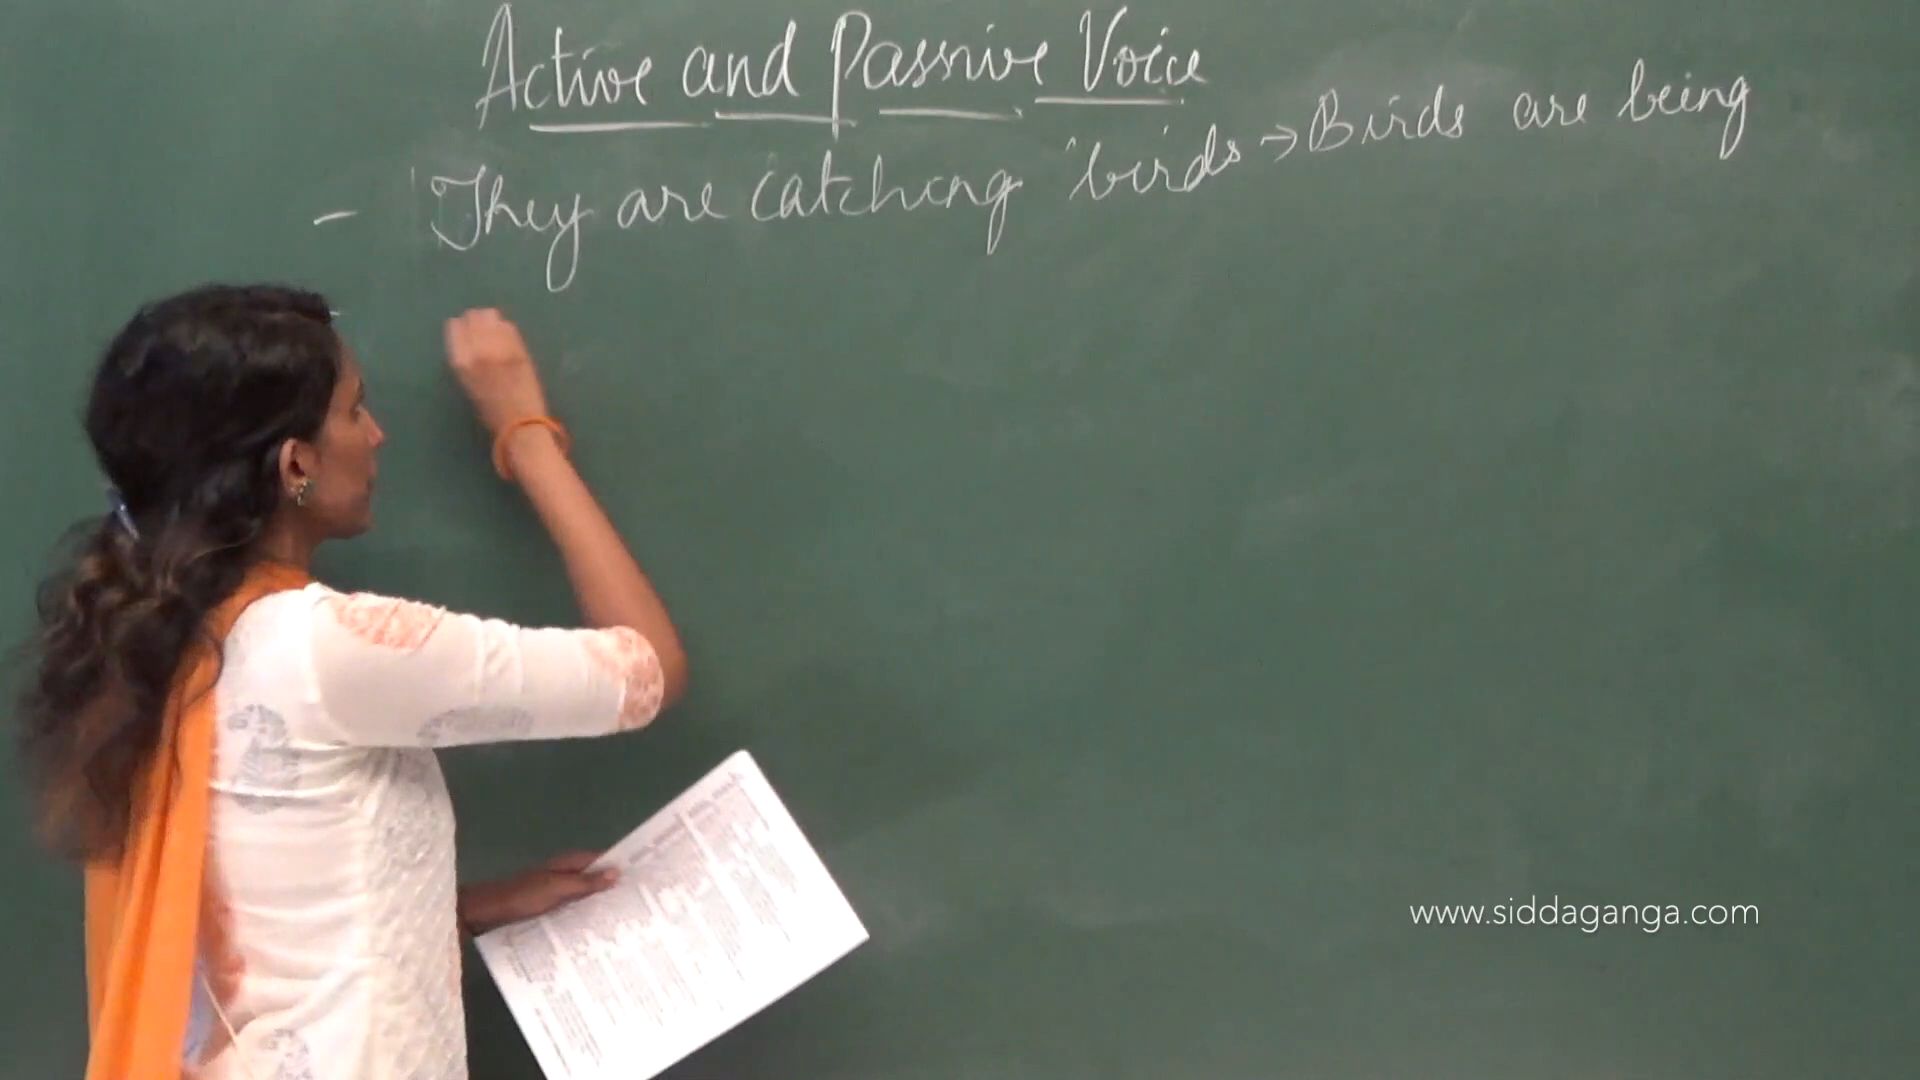 Active and Passive Voice
- They are catching birds → Birds are being
www.siddaganga.com